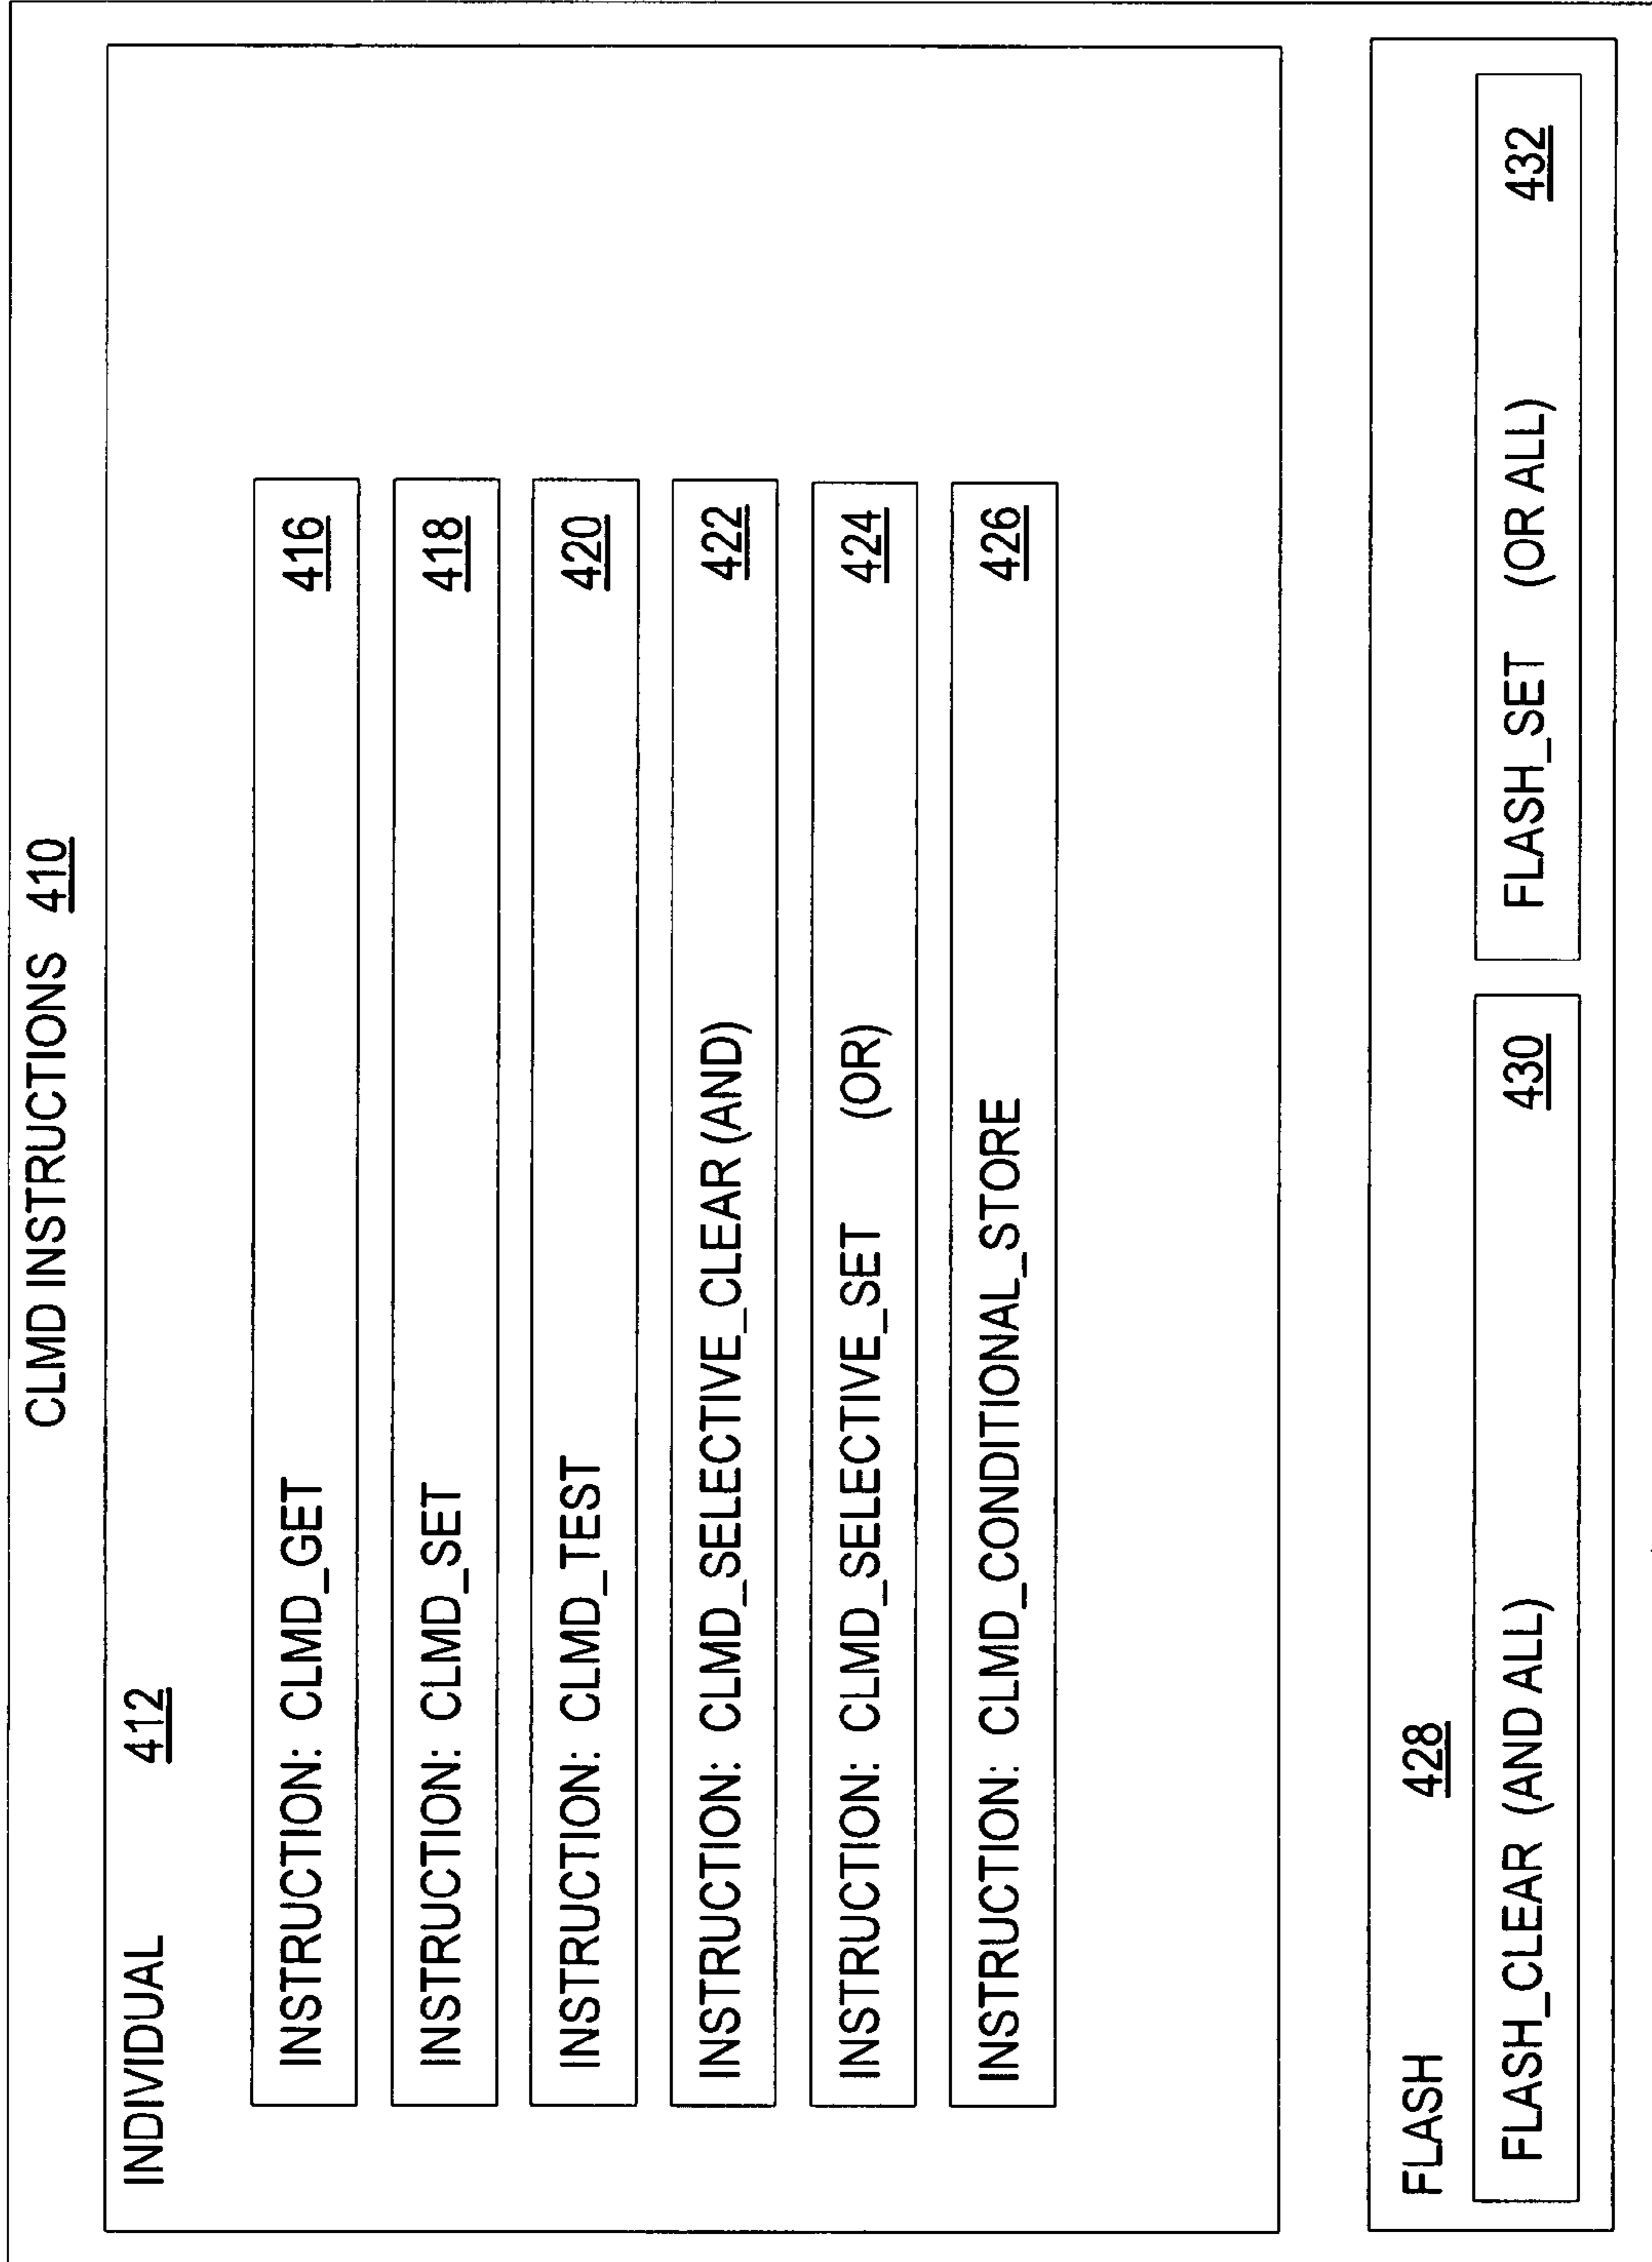 CLMD INSTRUCTIONS 410
INDIVIDUAL 412
INSTRUCTION: CLMD_GET 416
INSTRUCTION: CLMD_SET 418
INSTRUCTION: CLMD_TEST 420
INSTRUCTION: CLMD_SELECTIVE_CLEAR (AND) 422
INSTRUCTION: CLMD_SELECTIVE_SET (OR) 424
INSTRUCTION: CLMD_CONDITIONAL_STORE 426
FLASH 428
FLASH_CLEAR (AND ALL) 430
FLASH_SET (OR ALL) 432